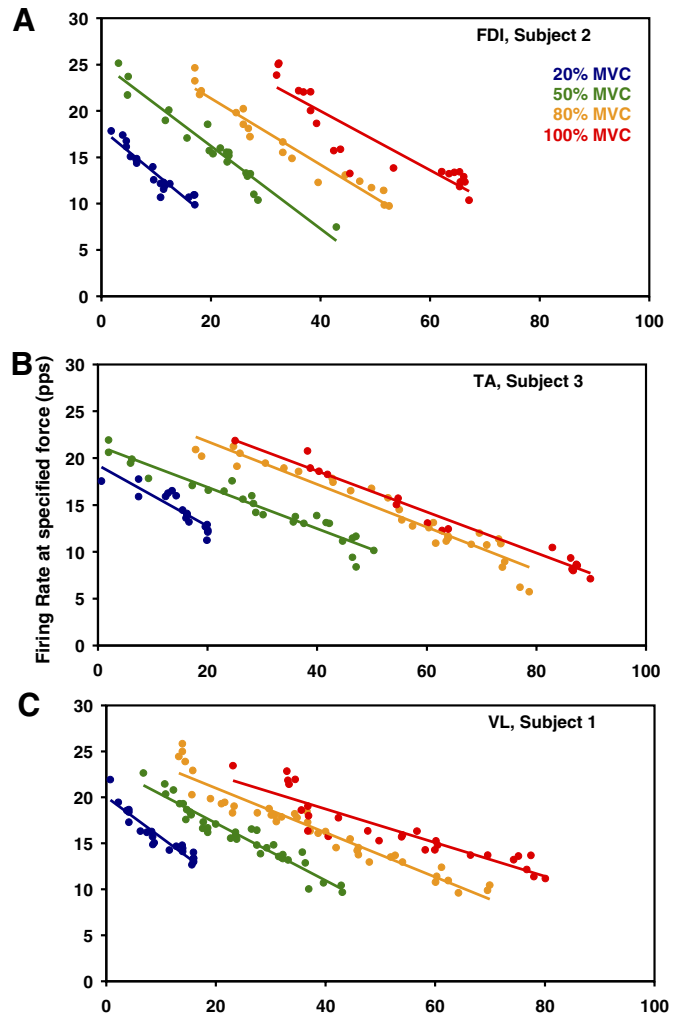 A
FDI, Subject 2
20% MVC
50% MVC
80% MVC
100% MVC
30
25
20
15
10
5
0
0 20 40 60 80 100
B
TA, Subject 3
Firing Rate at specified force (pps)
30
25
20
15
10
5
0
0 20 40 60 80 100
C
VL, Subject 1
30
25
20
15
10
5
0
0 20 40 60 80 100